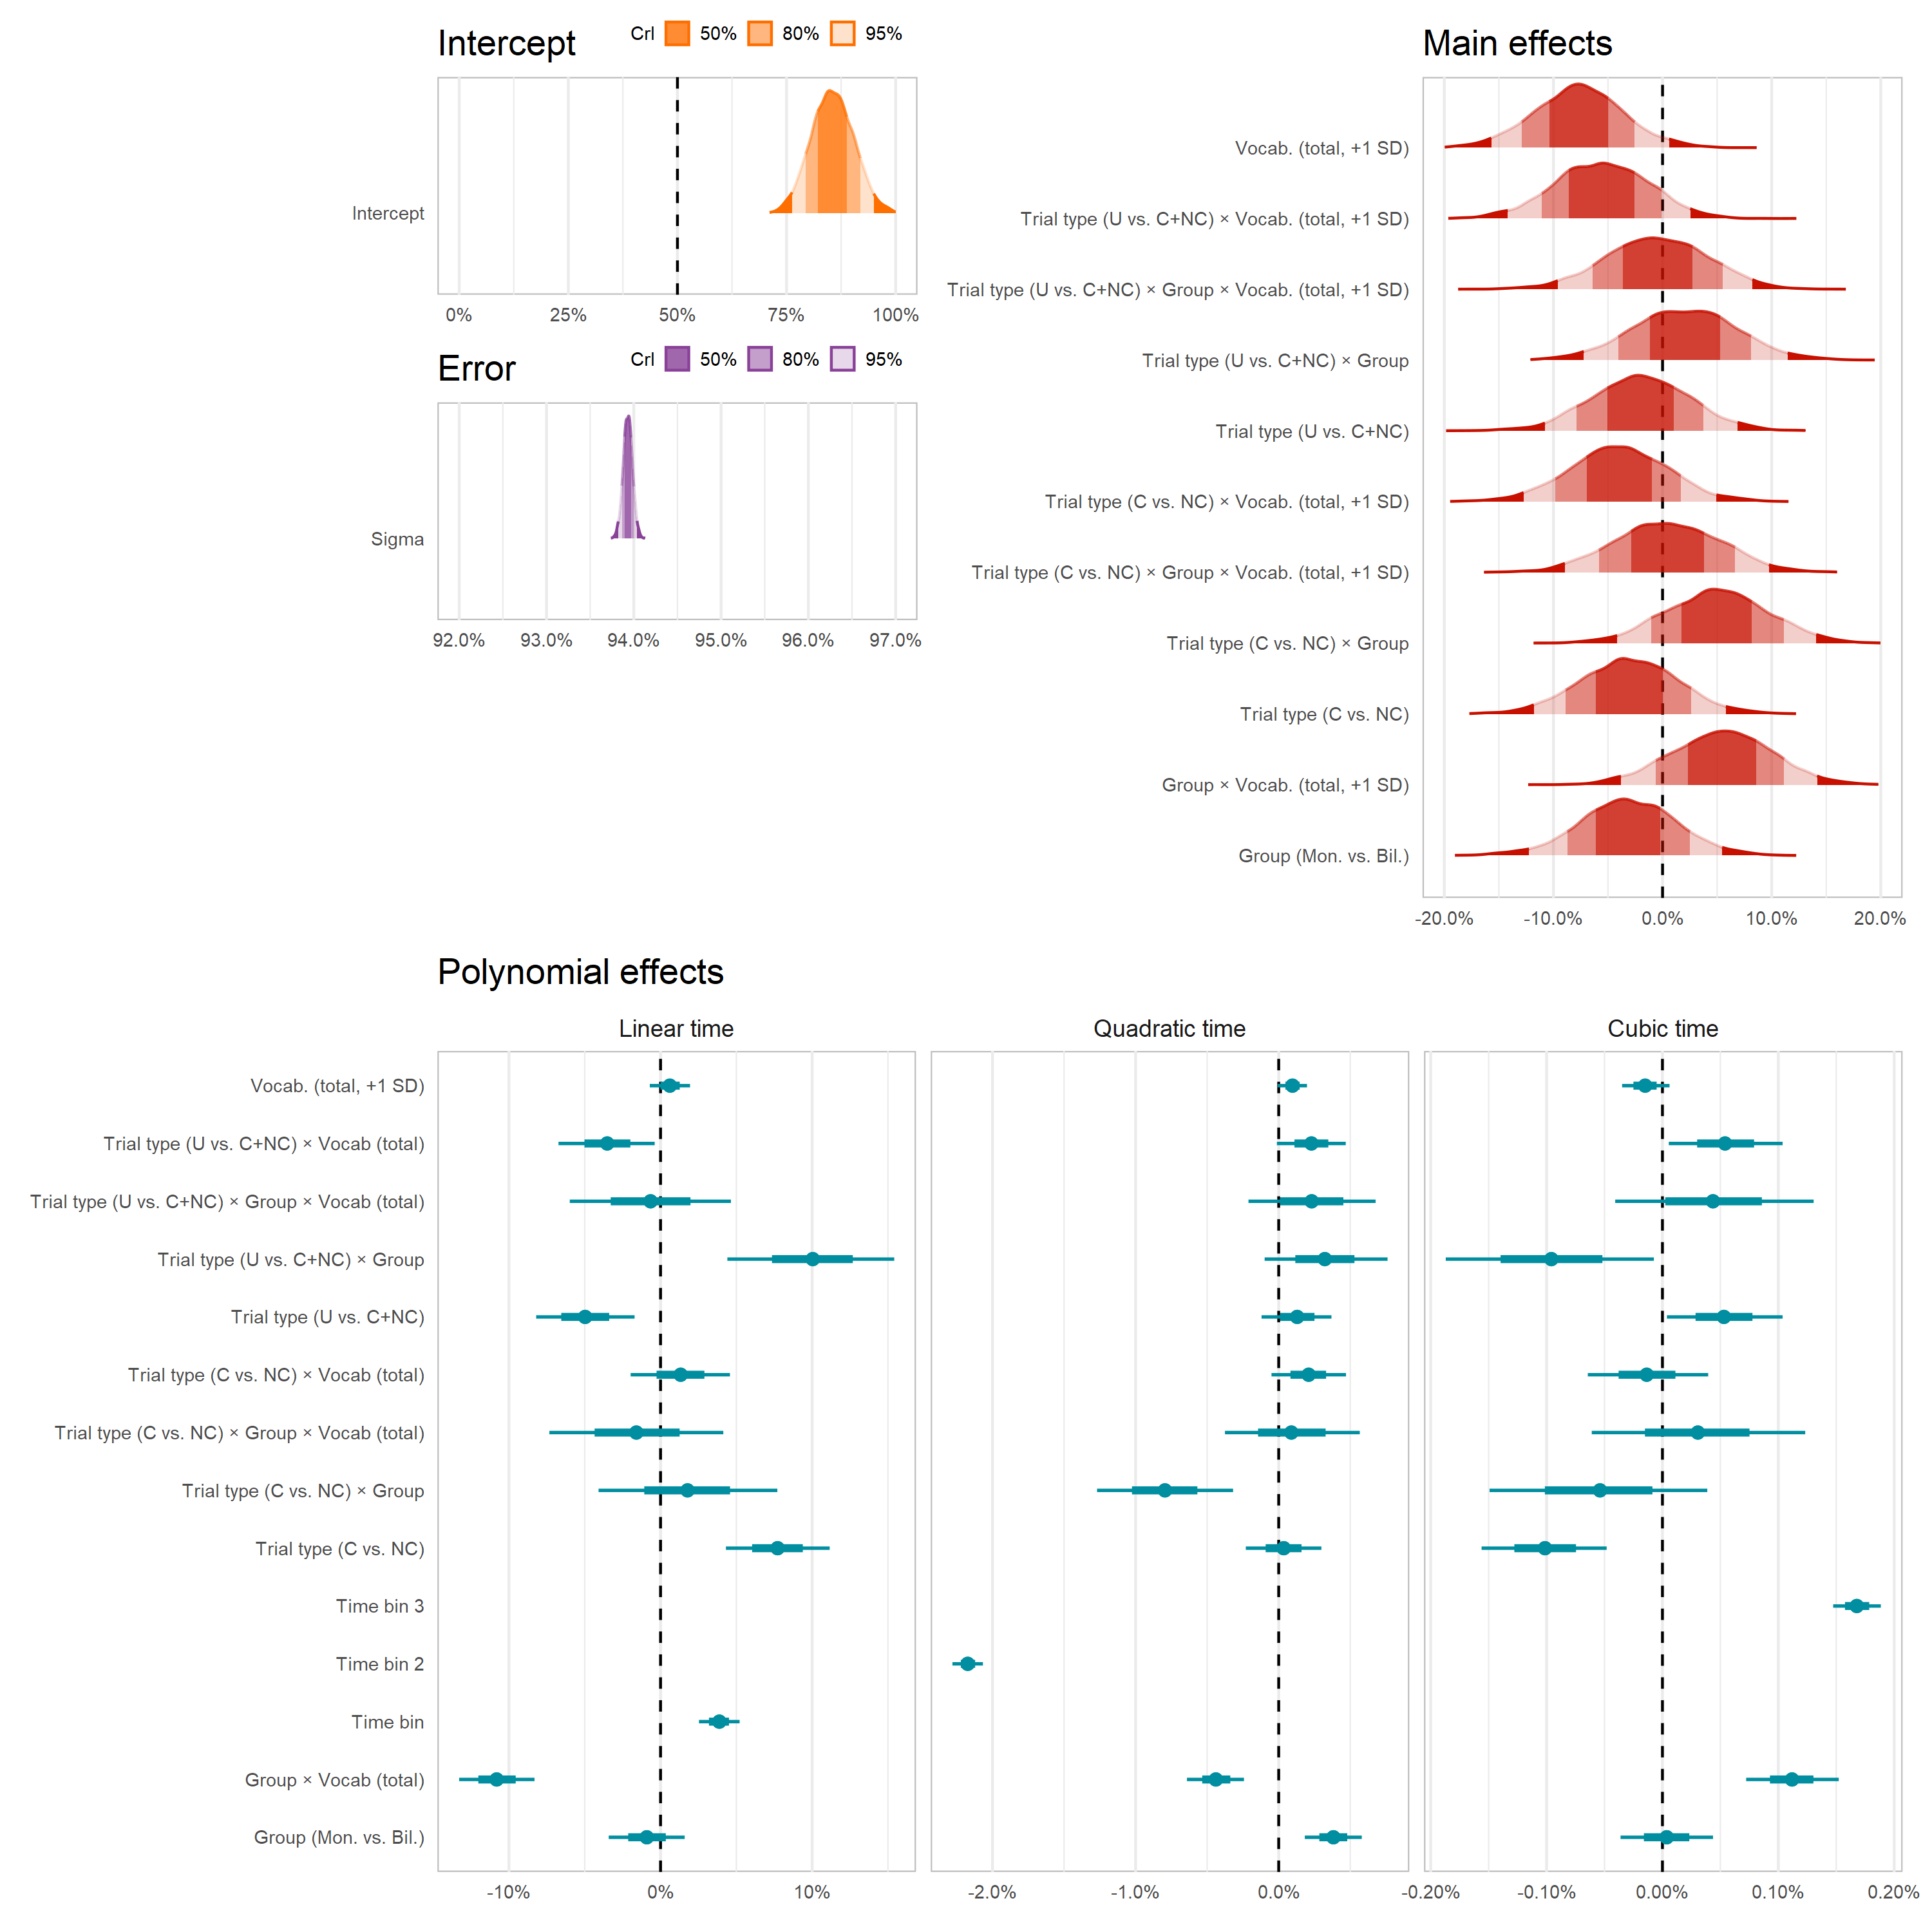 Intercept
CrI 50% 80% 95%
Intercept
0% 25% 50% 75% 100%
Error
CrI 50% 80% 95%
Sigma
92.0% 93.0% 94.0% 95.0% 96.0% 97.0%
Main effects
Vocab. (total, +1 SD)
Trial type (U vs. C+NC) × Vocab. (total, +1 SD)
Trial type (U vs. C+NC) × Group × Vocab. (total, +1 SD)
Trial type (U vs. C+NC) × Group
Trial type (U vs. C+NC)
Trial type (C vs. NC) × Vocab. (total, +1 SD)
Trial type (C vs. NC) × Group × Vocab. (total, +1 SD)
Trial type (C vs. NC) × Group
Trial type (C vs. NC)
Group × Vocab. (total, +1 SD)
Group (Mon. vs. Bil.)
-20.0% -10.0% 0.0% 10.0% 20.0%
Polynomial effects
Linear time Quadratic time Cubic time
Vocab. (total, +1 SD)
Trial type (U vs. C+NC) × Vocab (total)
Trial type (U vs. C+NC) × Group × Vocab (total)
Trial type (U vs. C+NC) × Group
Trial type (U vs. C+NC)
Trial type (C vs. NC) × Vocab (total)
Trial type (C vs. NC) × Group × Vocab (total)
Trial type (C vs. NC) × Group
Trial type (C vs. NC)
Time bin 3
Time bin 2
Time bin
Group × Vocab (total)
Group (Mon. vs. Bil.)
-10% 0% 10% -2.0% -1.0% 0.0% -0.20% -0.10% 0.00% 0.10% 0.20%